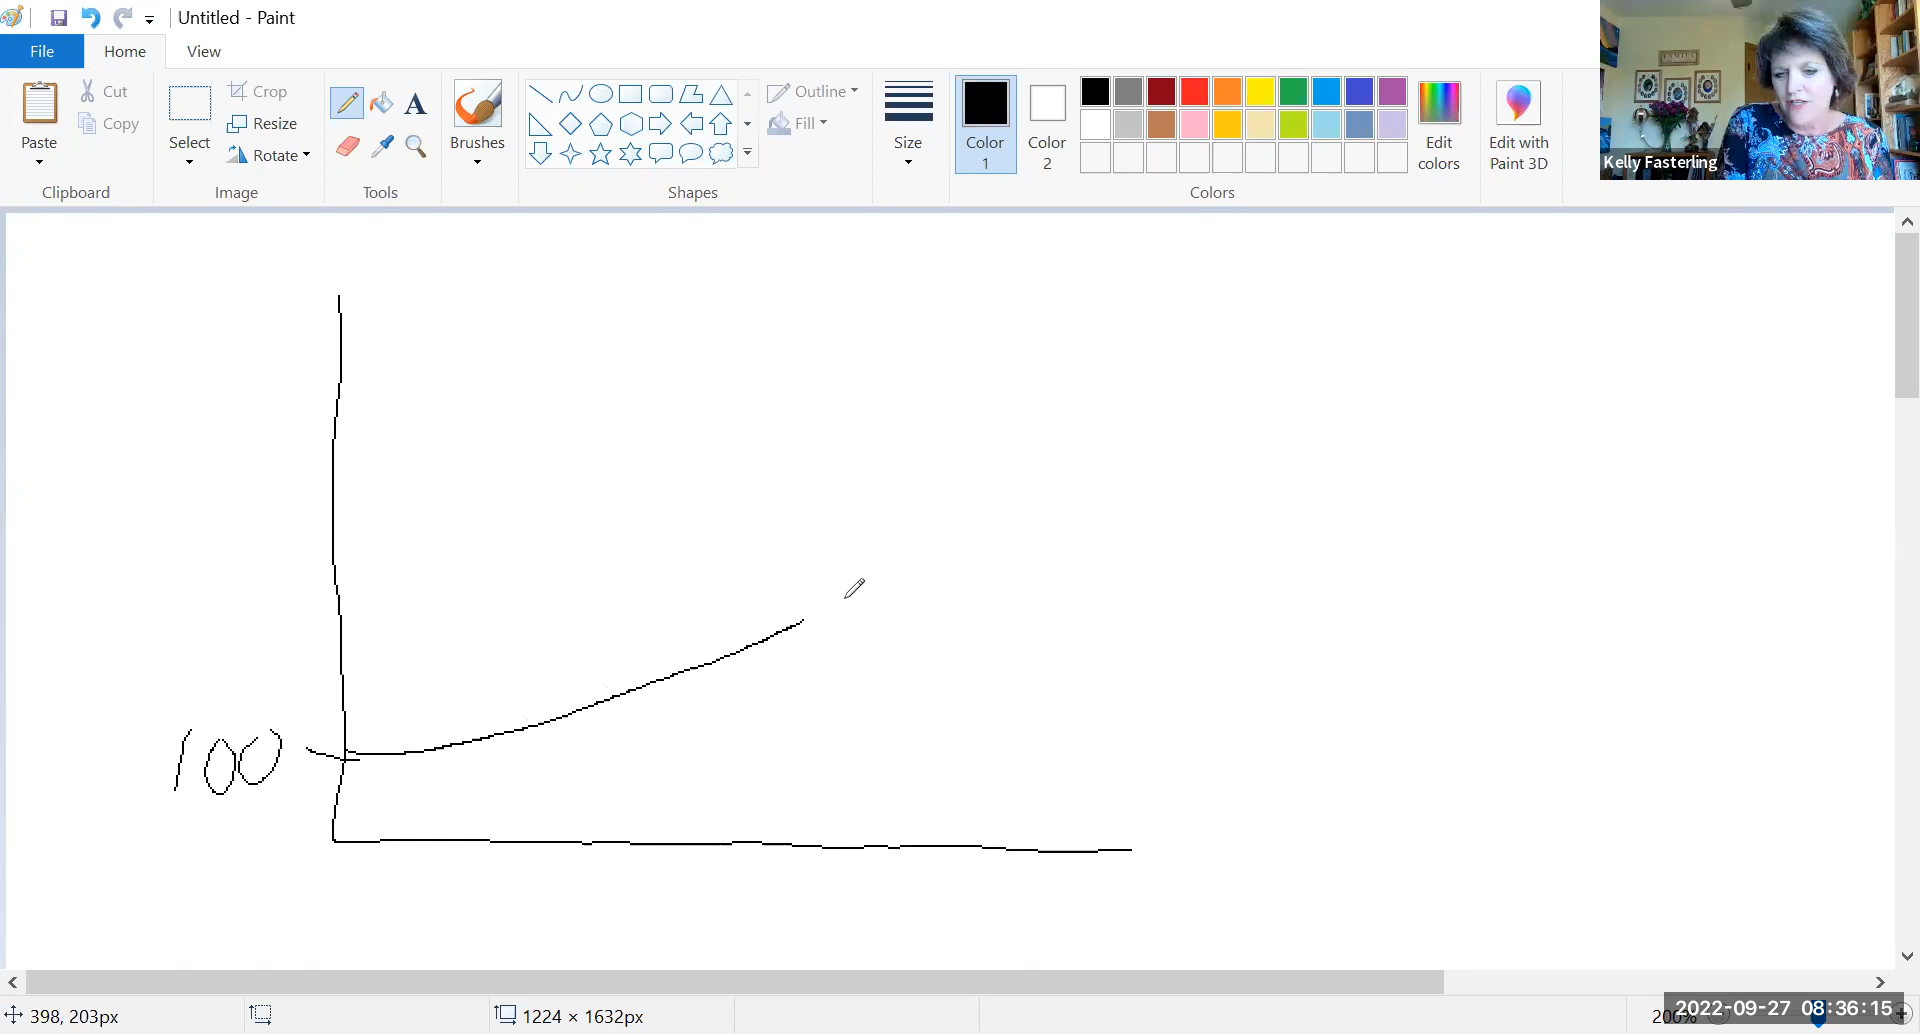 Untitled - Paint
File Home View
Paste
Cut
Copy
Clipboard
Select
Crop
Resize
Rotate
Image
A
Tools
Brushes
Shapes
Outline
Fill
Size
Color
1
Color
2
Edit
colors
Colors
Edit with
Paint 3D
FAMILY
Kelly Fasterling
100
398, 203px
1224 × 1632px
200%
2022-09-27 08:36:15